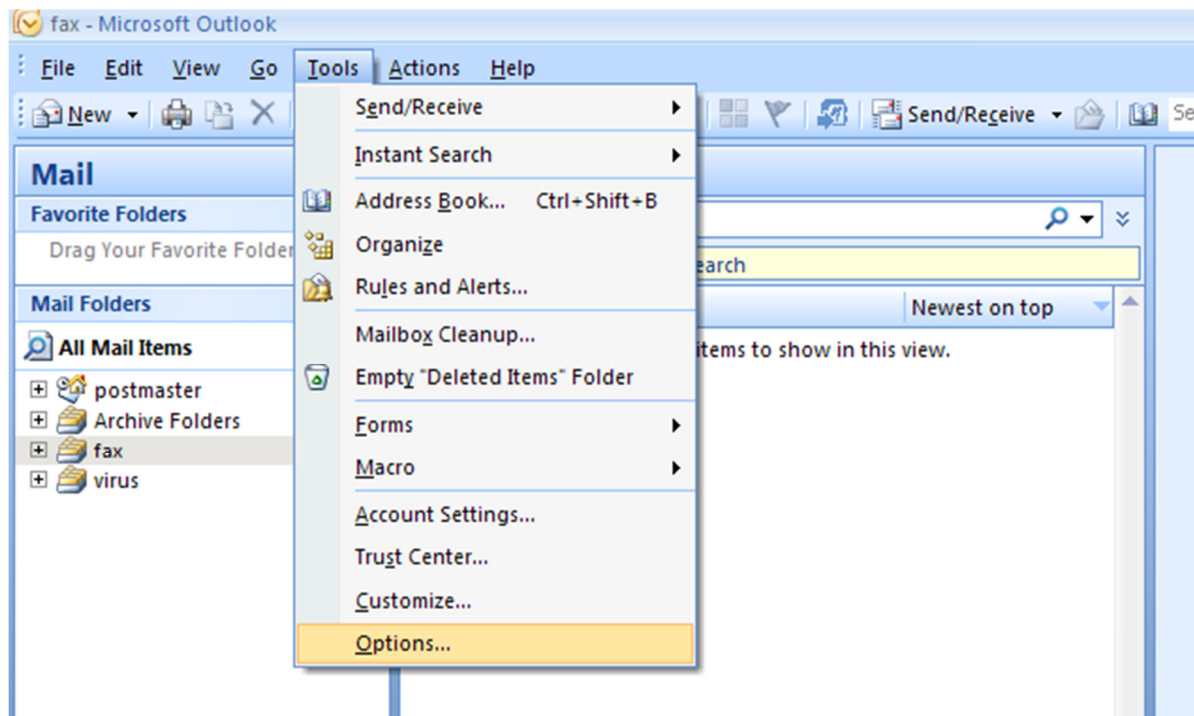 fax - Microsoft Outlook
File Edit View Go Tools Actions Help
New Send/Receive
Mail
Favorite Folders
Drag Your Favorite Folder
Mail Folders
All Mail Items
postmaster
Archive Folders
fax
virus
Send/Receive
Instant Search
Address Book... Ctrl+Shift+B
Organize
Rules and Alerts...
Mailbox Cleanup...
Empty "Deleted Items" Folder
Forms
Macro
Account Settings...
Trust Center...
Customize...
Options...
earch
Newest on top
items to show in this view.